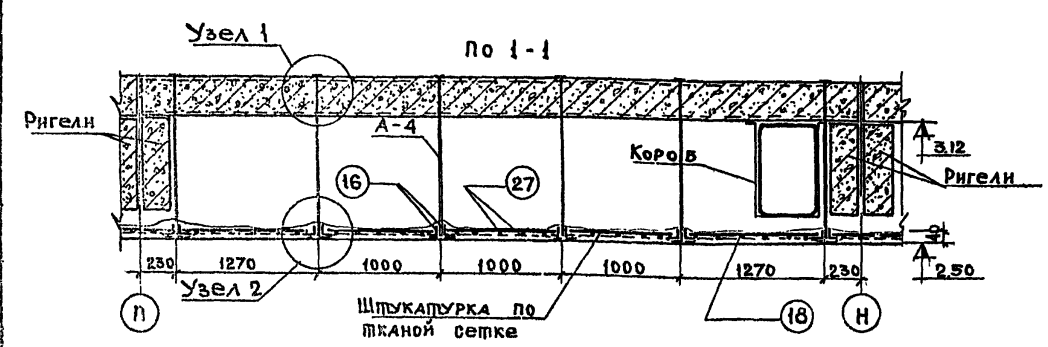 Узел 1
По 1-1
Ригели
А-4
Короб
3.12
Ригели
16
27
40
230
1270
1000
1000
1000
1270
230
2.50
Узел 2
Штукатурка по
тканой сетке
П
18
Н